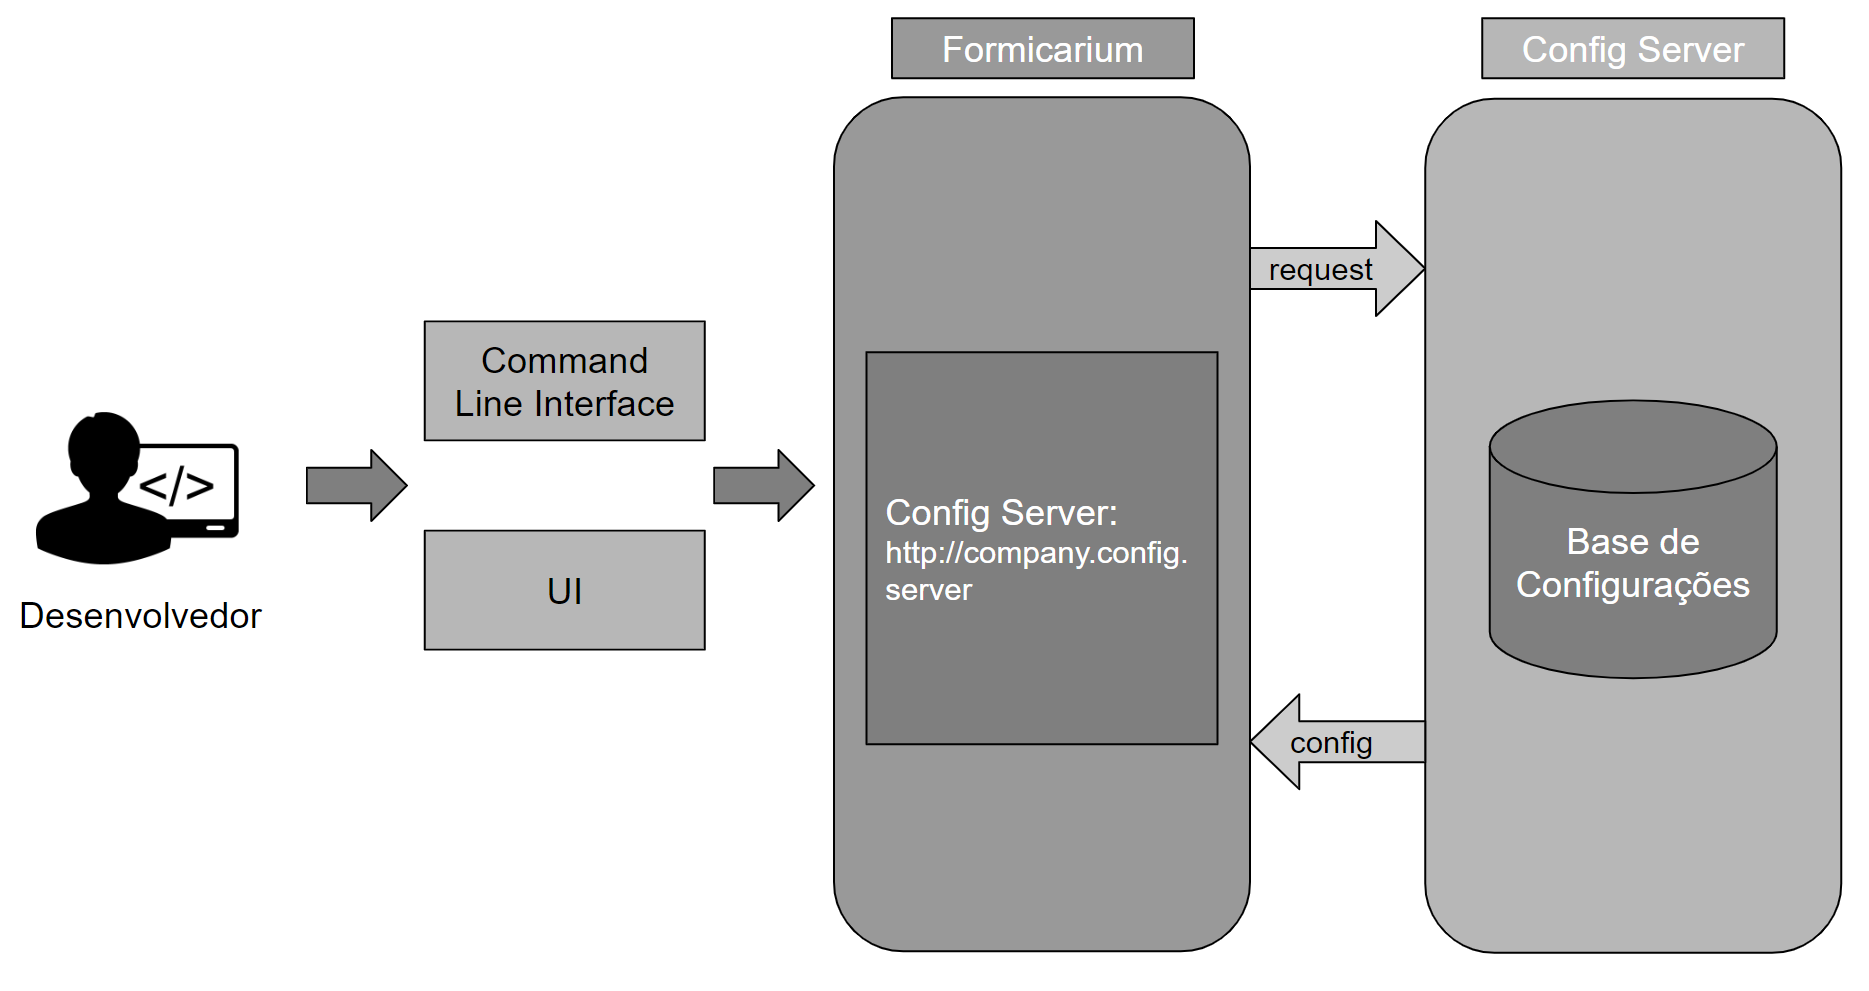 Formicarium
Config Server
request
Command
Line Interface
</>
Config Server:
http://company.config.
server
Base de
Configurações
UI
Desenvolvedor
config